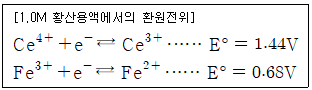 [1.0M 황산용액에서의 환원전위]
Ce⁴⁺ + e⁻ ⇄ Ce³⁺ ······ E° = 1.44V
Fe³⁺ + e⁻ ⇄ Fe²⁺ ······ E° = 0.68V